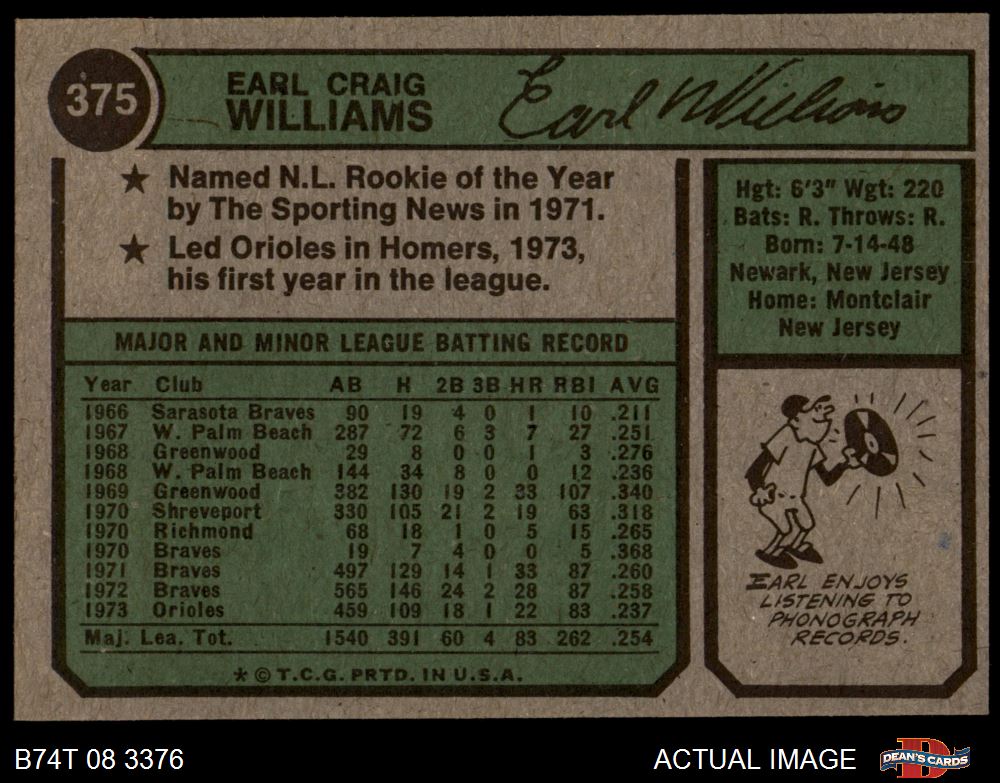 375
EARL CRAIG
WILLIAMS
Earl Williams
★ Named N.L. Rookie of the Year
by The Sporting News in 1971.
★ Led Orioles in Homers, 1973,
his first year in the league.
Hgt: 6'3" Wgt: 220
Bats: R. Throws: R.
Born: 7-14-48
Newark, New Jersey
Home: Montclair
New Jersey
MAJOR AND MINOR LEAGUE BATTING RECORD
Year Club AB H 2B 3B HR RBI AVG
1966 Sarasota Braves 90 19 4 0 1 10 .211
1967 W. Palm Beach 287 72 6 3 7 27 .251
1968 Greenwood 29 8 0 0 1 3 .276
1968 W. Palm Beach 144 34 8 0 0 12 .236
1969 Greenwood 382 130 19 2 33 107 .340
1970 Shreveport 330 105 21 2 19 63 .318
1970 Richmond 68 18 1 0 5 15 .265
1970 Braves 19 7 4 0 0 5 .368
1971 Braves 497 129 14 1 33 87 .260
1972 Braves 565 146 24 2 28 87 .258
1973 Orioles 459 109 18 1 22 83 .237
Maj. Lea. Tot. 1540 391 60 4 83 262 .254
* © T.C.G. PRTD. IN U.S.A.
EARL ENJOYS
LISTENING TO
PHONOGRAPH
RECORDS.
B74T 08 3376
ACTUAL IMAGE
D
DEAN'S CARDS